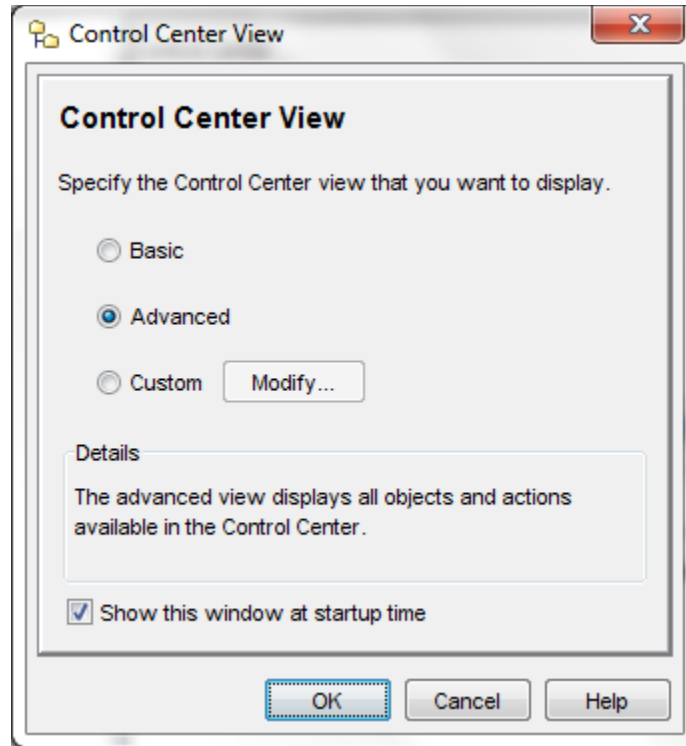 Control Center View
Control Center View
Specify the Control Center view that you want to display.
Basic
Advanced
Custom Modify...
Details
The advanced view displays all objects and actions
available in the Control Center.
Show this window at startup time
OK Cancel Help